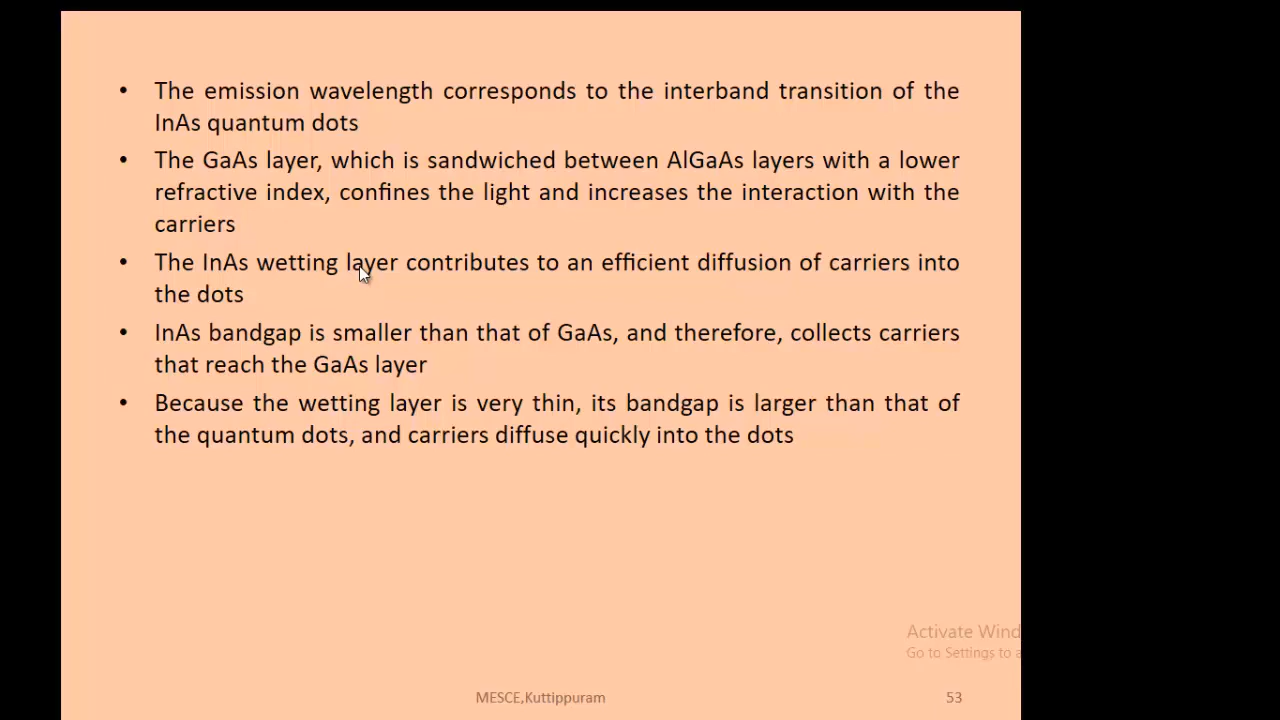 • The emission wavelength corresponds to the interband transition of the
InAs quantum dots
• The GaAs layer, which is sandwiched between AlGaAs layers with a lower
refractive index, confines the light and increases the interaction with the
carriers
• The InAs wetting layer contributes to an efficient diffusion of carriers into
the dots
• InAs bandgap is smaller than that of GaAs, and therefore, collects carriers
that reach the GaAs layer
• Because the wetting layer is very thin, its bandgap is larger than that of
the quantum dots, and carriers diffuse quickly into the dots
Activate Wind
Go to Settings to a
MESCE,Kuttippuram 53